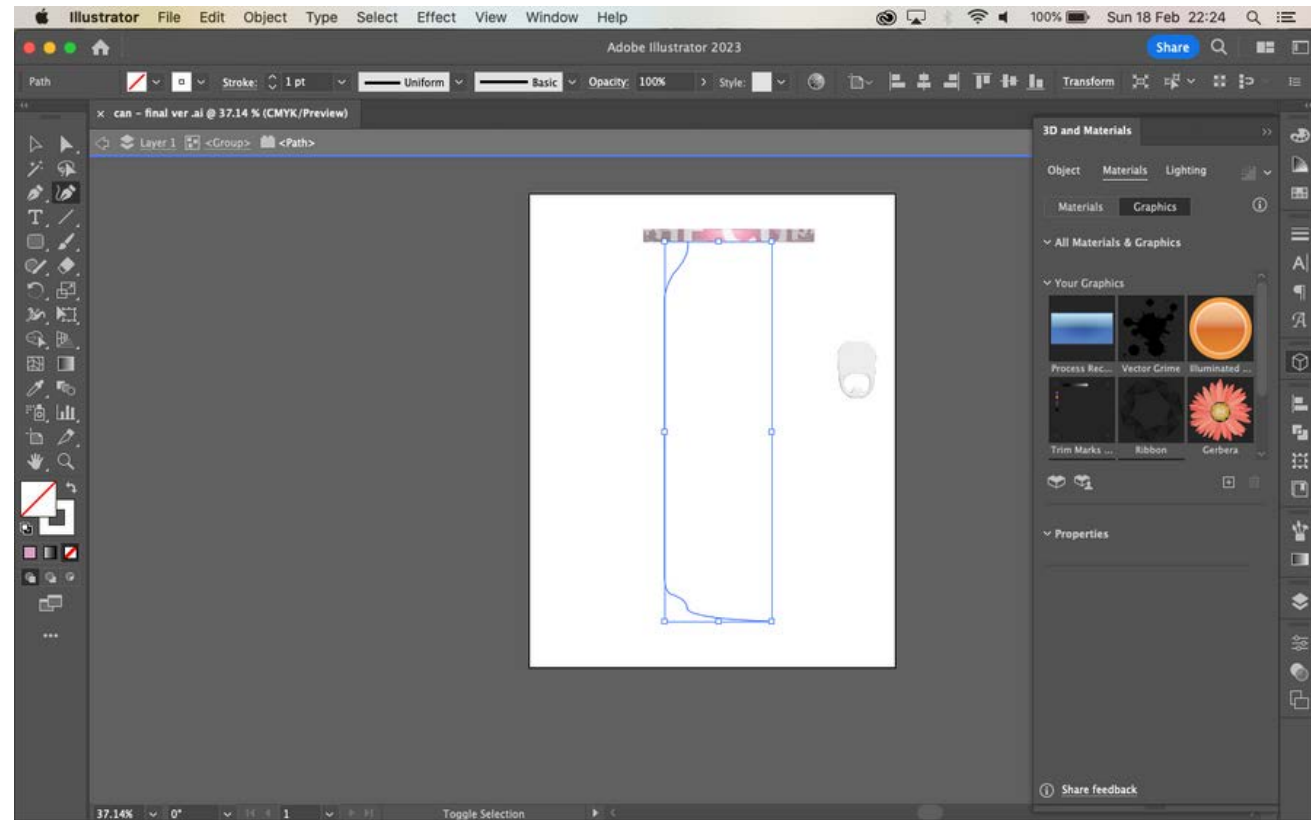 Illustrator File Edit Object Type Select Effect View Window Help 100% Sun 18 Feb 22:24
Adobe Illustrator 2023 Share
Path Stroke: 1 pt Uniform Basic Opacity: 100% Style: Transform
× can – final ver .ai @ 37.14 % (CMYK/Preview)
Layer 1 <Group> <Path>
3D and Materials
Object Materials Lighting
Materials Graphics
All Materials & Graphics
Your Graphics
Process Rec... Vector Grime Illuminated ...
Trim Marks ... Ribbon Gerbera
Properties
Share feedback
37.14% 0° 1 Toggle Selection